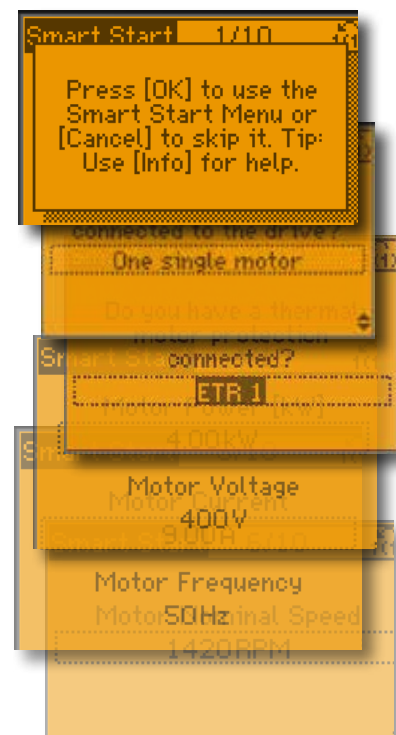 Smart Start 1/10
Press [OK] to use the
Smart Start Menu or
[Cancel] to skip it. Tip:
Use [Info] for help.
connected to the drive?
One single motor
Do you have a thermal
motor protection
connected?
ETR 1
Motor Power [kW]
4.00kW
Motor Voltage
400V
Motor Current
9.00A
6/10
Motor Frequency
50Hz
Motor Nominal Speed
1420RPM